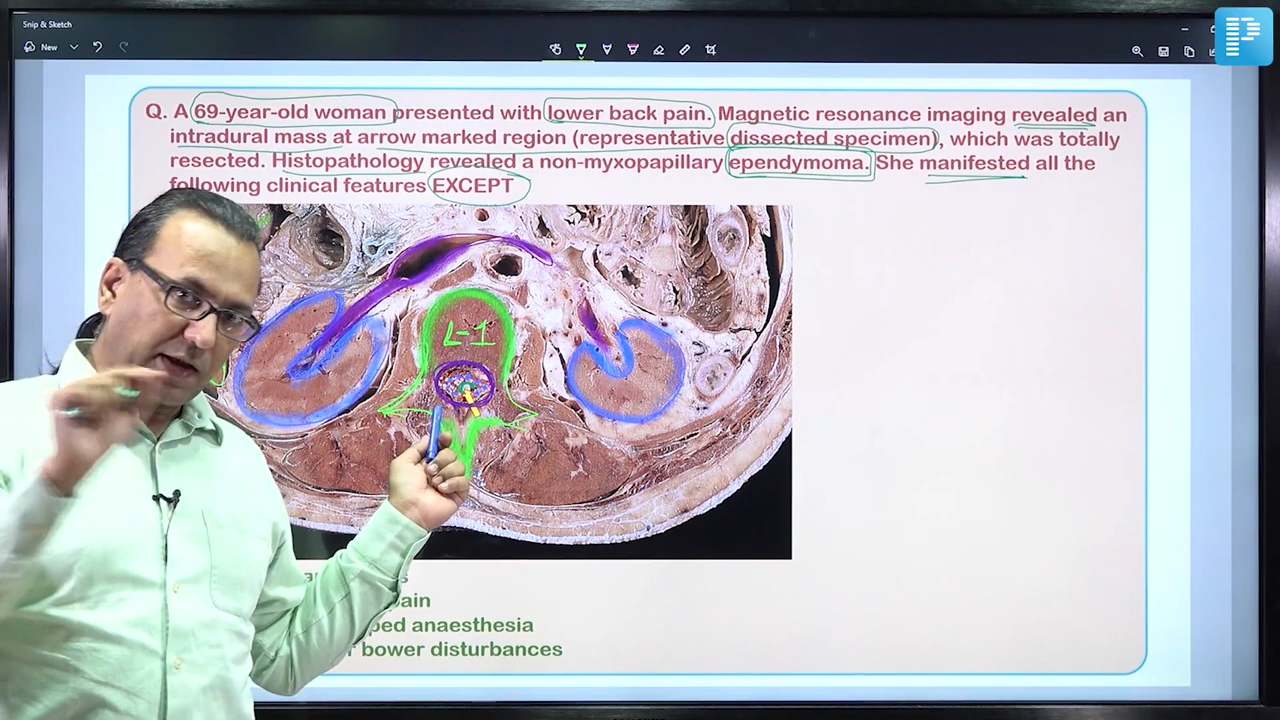 Snip & Sketch
New
Q. A 69-year-old woman presented with lower back pain. Magnetic resonance imaging revealed an
intradural mass at arrow marked region (representative dissected specimen), which was totally
resected. Histopathology revealed a non-myxopapillary ependymoma. She manifested all the
following clinical features EXCEPT
L-1
pain
ped anaesthesia
bower disturbances